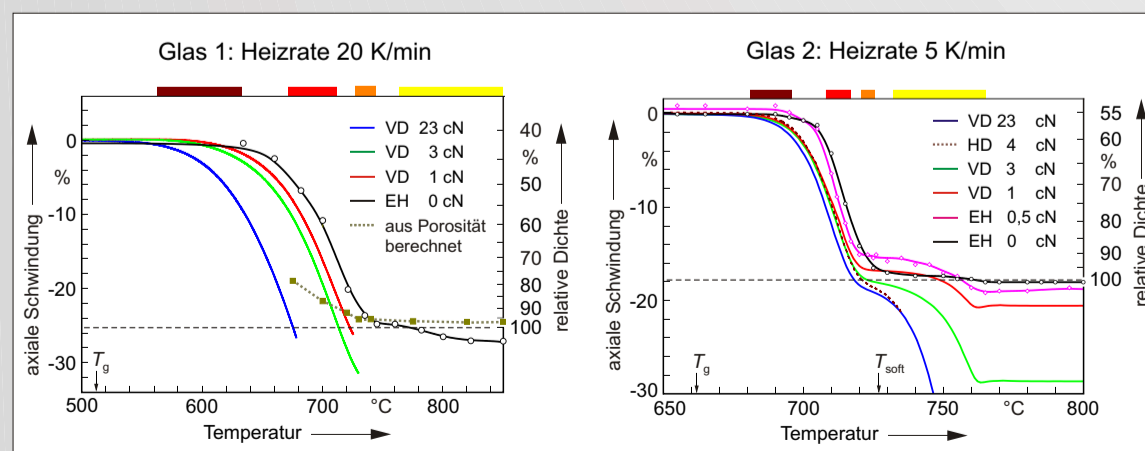 Glas 1: Heizrate 20 K/min
axiale Schwindung
0
%
-10
-20
-30
VD 23 cN
VD 3 cN
VD 1 cN
EH 0 cN
aus Porosität
berechnet
40
%
50
60
70
80
90
100
relative Dichte
Tg
500
600
700
°C
800
Temperatur
Glas 2: Heizrate 5 K/min
axiale Schwindung
0
%
-10
-20
-30
VD 23 cN
HD 4 cN
VD 3 cN
VD 1 cN
EH 0,5 cN
EH 0 cN
55
60
%
70
80
90
100
relative Dichte
Tg
Tsoft
650
700
750
°C
800
Temperatur